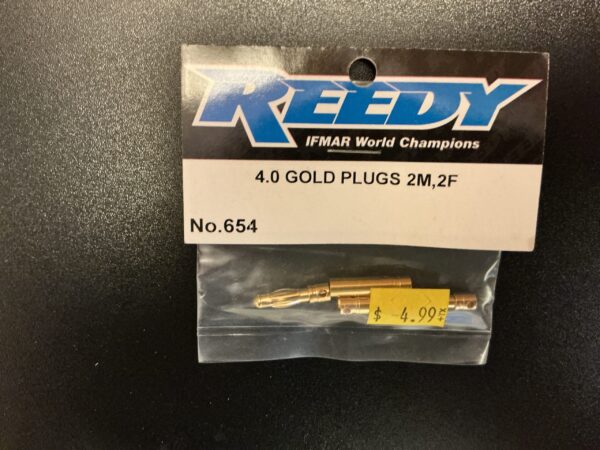 REEDY
IFMAR World Champions
4.0 GOLD PLUGS 2M,2F
No.654
$ 4.99